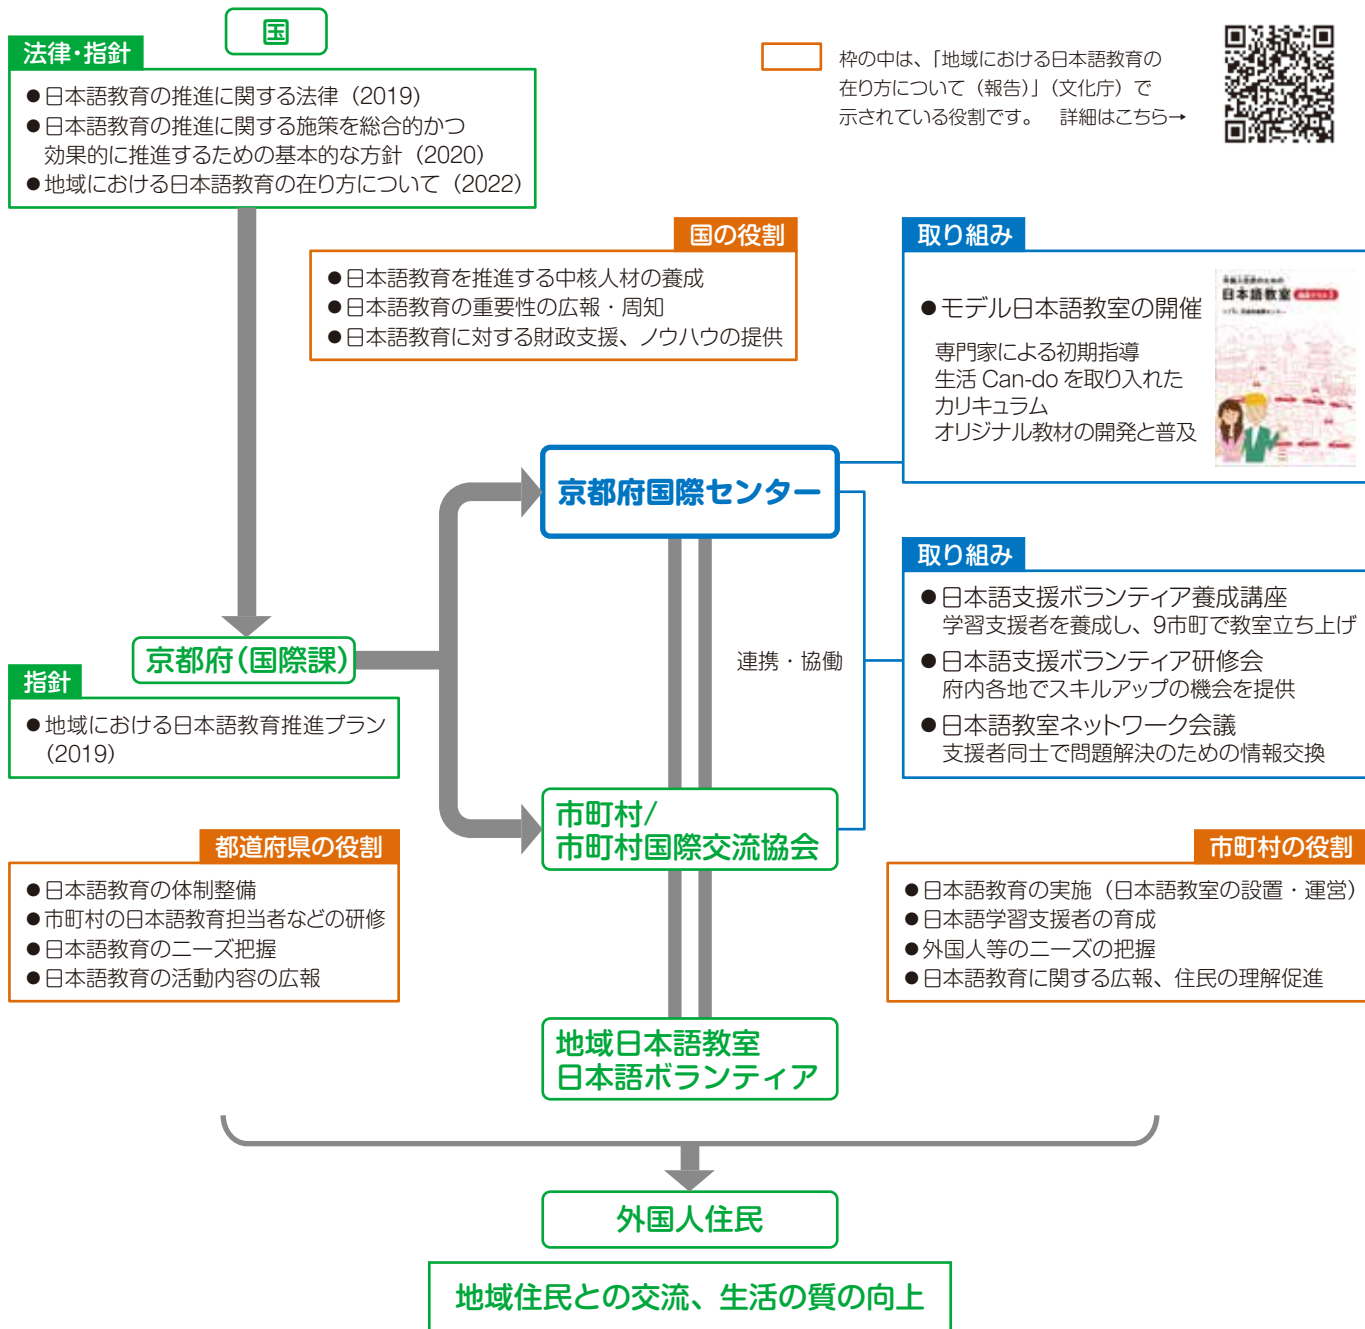 国
法律・指針
●日本語教育の推進に関する法律（2019）
●日本語教育の推進に関する施策を総合的かつ
効果的に推進するための基本的な方針（2020）
●地域における日本語教育の在り方について（2022）
枠の中は、「地域における日本語教育の
在り方について（報告）」（文化庁）で
示されている役割です。　詳細はこちら→
国の役割
●日本語教育を推進する中核人材の養成
●日本語教育の重要性の広報・周知
●日本語教育に対する財政支援、ノウハウの提供
取り組み
●モデル日本語教室の開催
専門家による初期指導
生活 Can-do を取り入れた
カリキュラム
オリジナル教材の開発と普及
日本語教室
京都府国際センター
取り組み
●日本語支援ボランティア養成講座
学習支援者を養成し、9市町で教室立ち上げ
●日本語支援ボランティア研修会
府内各地でスキルアップの機会を提供
●日本語教室ネットワーク会議
支援者同士で問題解決のための情報交換
京都府（国際課）
連携・協働
指針
●地域における日本語教育推進プラン
（2019）
市町村/
市町村国際交流協会
都道府県の役割
●日本語教育の体制整備
●市町村の日本語教育担当者などの研修
●日本語教育のニーズ把握
●日本語教育の活動内容の広報
市町村の役割
●日本語教育の実施（日本語教室の設置・運営）
●日本語学習支援者の育成
●外国人等のニーズの把握
●日本語教育に関する広報、住民の理解促進
地域日本語教室
日本語ボランティア
外国人住民
地域住民との交流、生活の質の向上